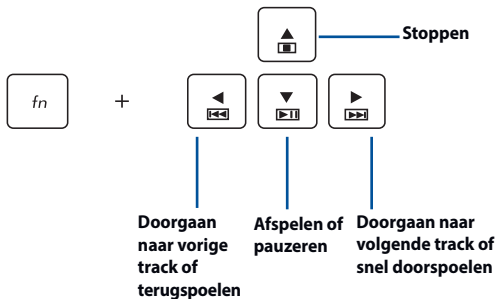 Stoppen
fn +
Doorgaan
naar vorige
track of
terugspoelen
Afspelen of
pauzeren
Doorgaan naar
volgende track of
snel doorspoelen